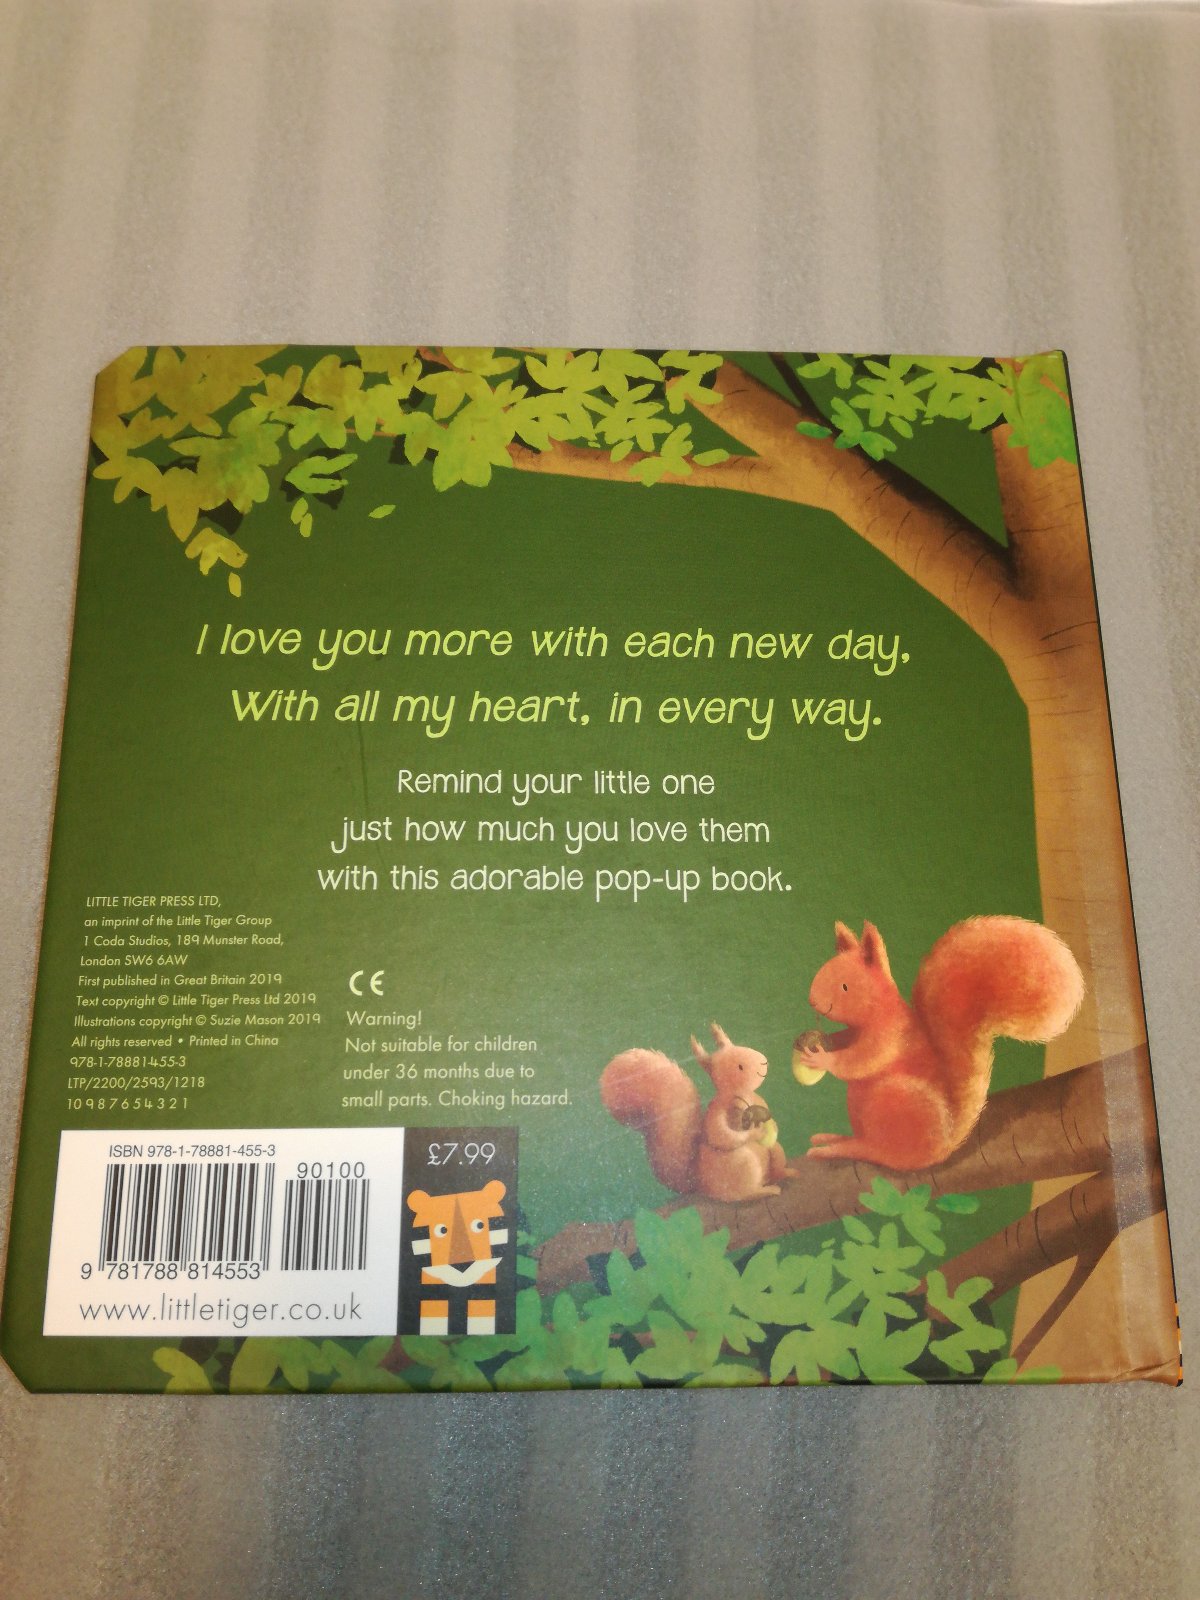 I love you more with each new day,
With all my heart, in every way.
Remind your little one
just how much you love them
with this adorable pop-up book.
LITTLE TIGER PRESS LTD,
an imprint of the Little Tiger Group
1 Coda Studios, 189 Munster Road,
London SW6 6AW
First published in Great Britain 2019
Text copyright © Little Tiger Press Ltd 2019
Illustrations copyright © Suzie Mason 2019
All rights reserved • Printed in China
978-1-78881-455-3
LTP/2200/2593/1218
10 9 8 7 6 5 4 3 2 1
CE
Warning!
Not suitable for children
under 36 months due to
small parts. Choking hazard.
ISBN 978-1-78881-455-3
90100
9 781788 814553
www.littletiger.co.uk
£7.99